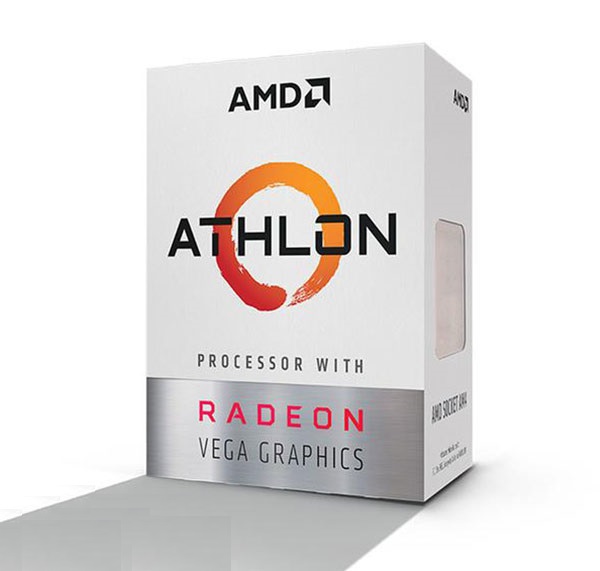 AMD
ATHLON
PROCESSOR WITH
RADEON
VEGA GRAPHICS
AMD
AMD SOCKET AM4